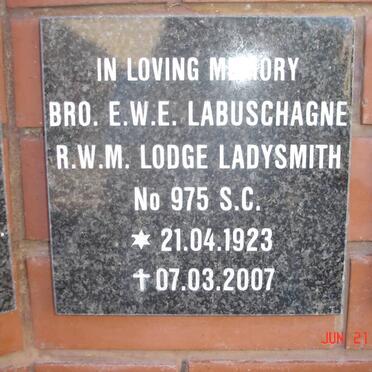 IN LOVING MEMORY
BRO. E.W.E. LABUSCHAGNE
R.W.M. LODGE LADYSMITH
No 975 S.C.
✶ 21.04.1923
✝ 07.03.2007
JUN 21